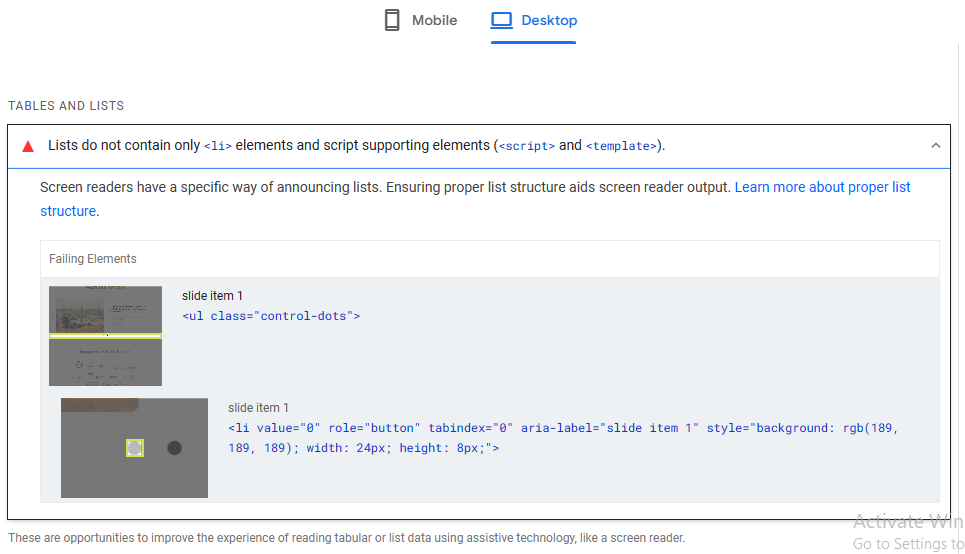 Mobile
Desktop
TABLES AND LISTS
Lists do not contain only <li> elements and script supporting elements (<script> and <template>).
Screen readers have a specific way of announcing lists. Ensuring proper list structure aids screen reader output. Learn more about proper list
structure.
Failing Elements
slide item 1
<ul class="control-dots">
slide item 1
<li value="0" role="button" tabindex="0" aria-label="slide item 1" style="background: rgb(189,
189, 189); width: 24px; height: 8px;">
Activate Win
Go to Settings to
These are opportunities to improve the experience of reading tabular or list data using assistive technology, like a screen reader.